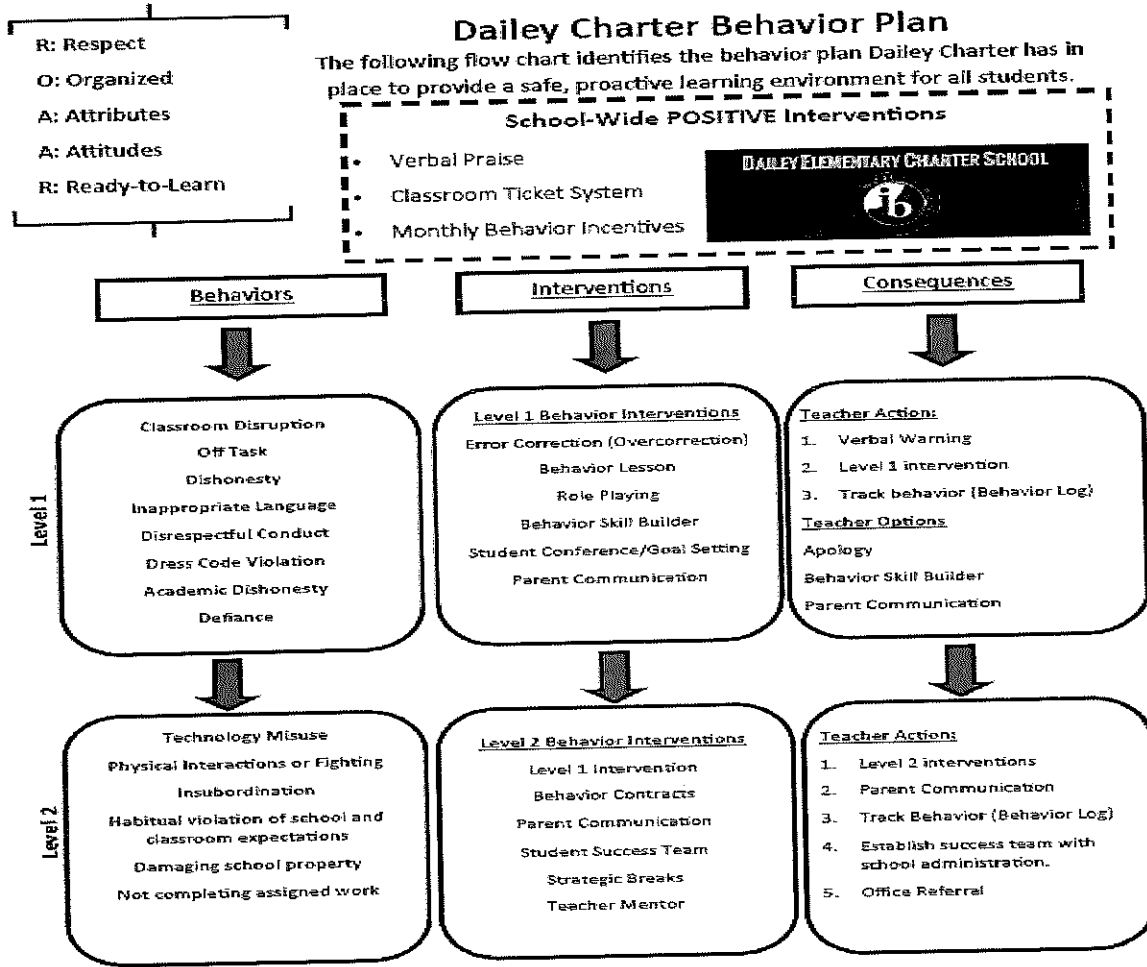 R: Respect
O: Organized
A: Attributes
A: Attitudes
R: Ready-to-Learn
Dailey Charter Behavior Plan
The following flow chart identifies the behavior plan Dailey Charter has in
place to provide a safe, proactive learning environment for all students.
School-Wide POSITIVE Interventions
• Verbal Praise
• Classroom Ticket System
• Monthly Behavior Incentives
DAILEY ELEMENTARY CHARTER SCHOOL
ib
Behaviors
Interventions
Consequences
Level 1
Classroom Disruption
Off Task
Dishonesty
Inappropriate Language
Disrespectful Conduct
Dress Code Violation
Academic Dishonesty
Defiance
Level 1 Behavior Interventions
Error Correction (Overcorrection)
Behavior Lesson
Role Playing
Behavior Skill Builder
Student Conference/Goal Setting
Parent Communication
Teacher Action:
1. Verbal Warning
2. Level 1 intervention
3. Track behavior (Behavior Log)
Teacher Options
Apology
Behavior Skill Builder
Parent Communication
Level 2
Technology Misuse
Physical Interactions or Fighting
Insubordination
Habitual violation of school and
classroom expectations
Damaging school property
Not completing assigned work
Level 2 Behavior Interventions
Level 1 Intervention
Behavior Contracts
Parent Communication
Student Success Team
Strategic Breaks
Teacher Mentor
Teacher Action:
1. Level 2 interventions
2. Parent Communication
3. Track Behavior (Behavior Log)
4. Establish success team with
school administration.
5. Office Referral